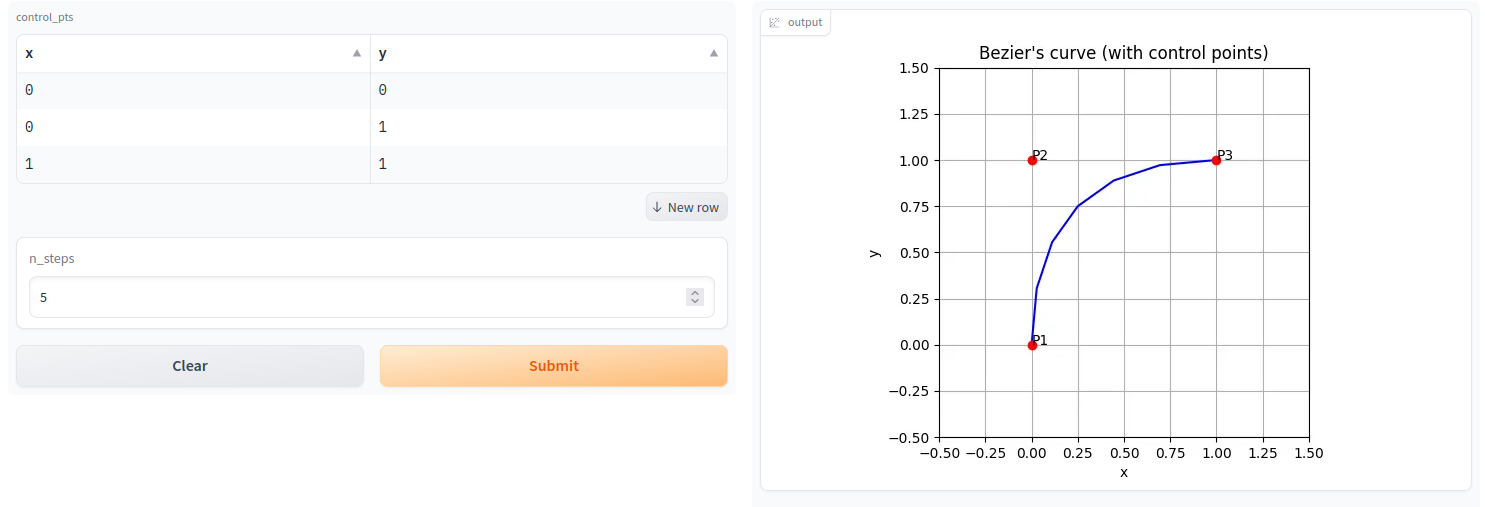 control_pts
x y
0 0
0 1
1 1
↓ New row
n_steps
5
Clear Submit
output
Bezier's curve (with control points)
1.50
1.25
1.00
0.75
0.50
0.25
0.00
−0.25
−0.50
y
P2 P3
P1
−0.50 −0.25 0.00 0.25 0.50 0.75 1.00 1.25 1.50
x